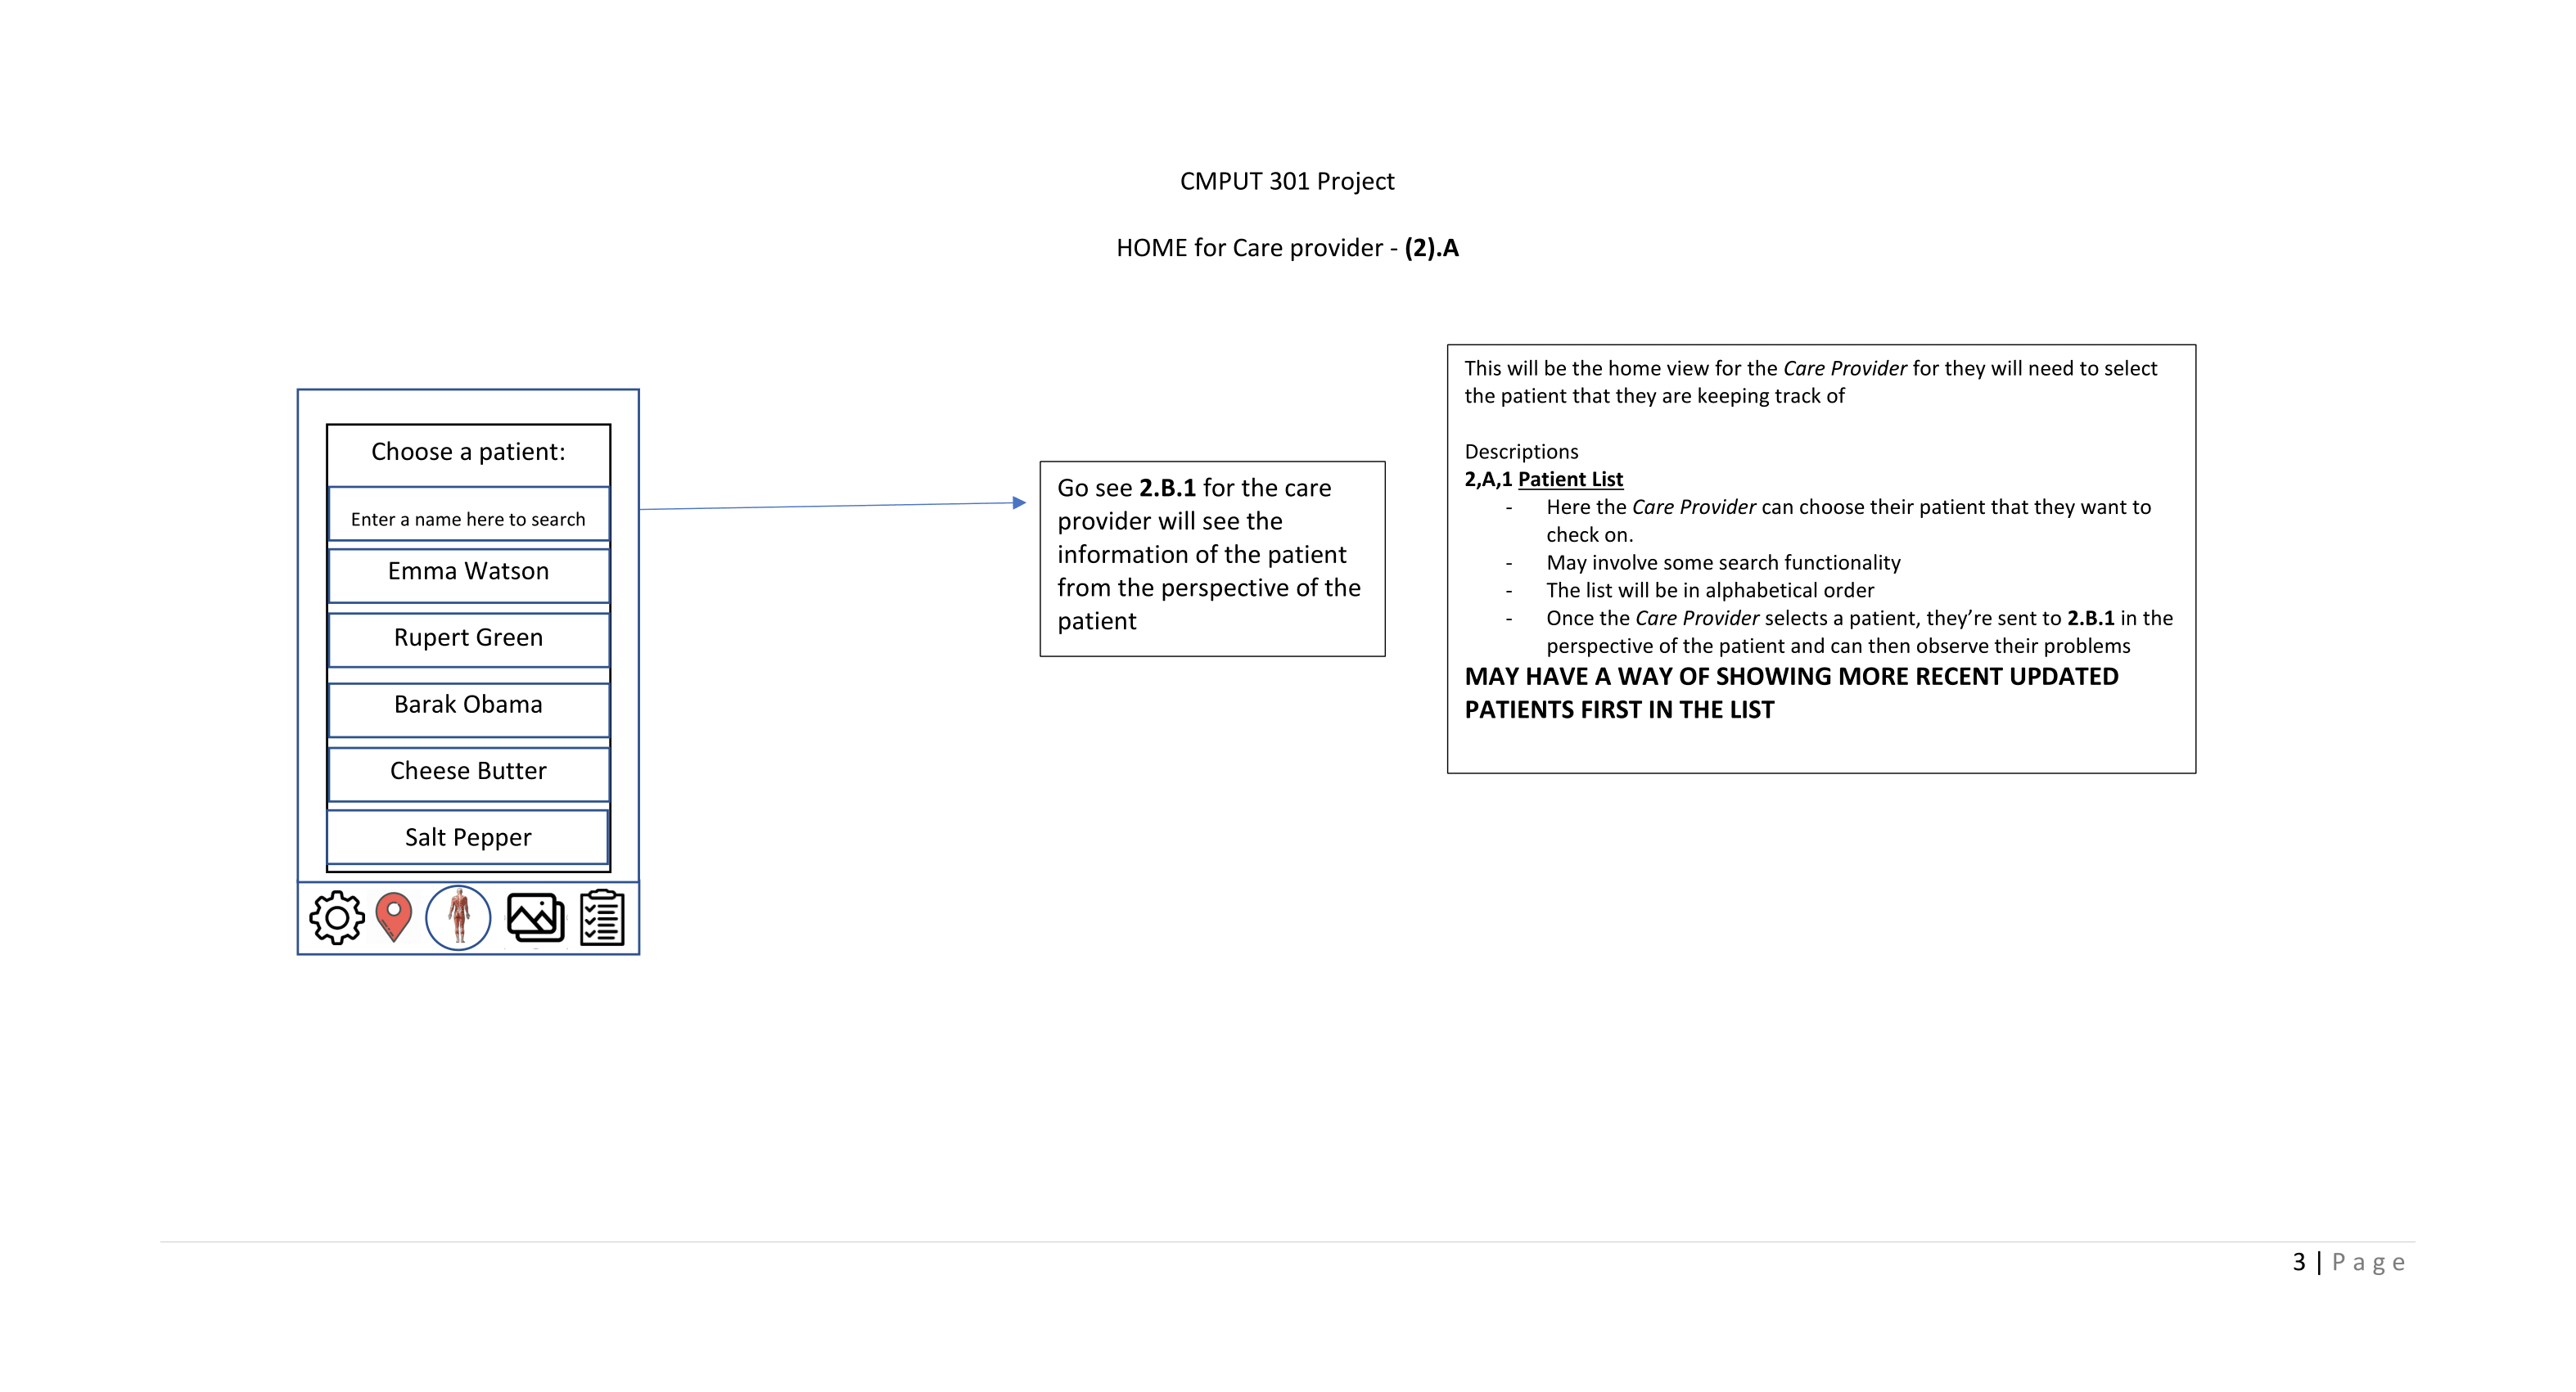 CMPUT 301 Project
HOME for Care provider - (2).A
Choose a patient:
Enter a name here to search
Emma Watson
Rupert Green
Barak Obama
Cheese Butter
Salt Pepper
Go see 2.B.1 for the care
provider will see the
information of the patient
from the perspective of the
patient
This will be the home view for the Care Provider for they will need to select
the patient that they are keeping track of
Descriptions
2,A,1 Patient List
- Here the Care Provider can choose their patient that they want to
check on.
- May involve some search functionality
- The list will be in alphabetical order
- Once the Care Provider selects a patient, they’re sent to 2.B.1 in the
perspective of the patient and can then observe their problems
MAY HAVE A WAY OF SHOWING MORE RECENT UPDATED
PATIENTS FIRST IN THE LIST
3 | Page